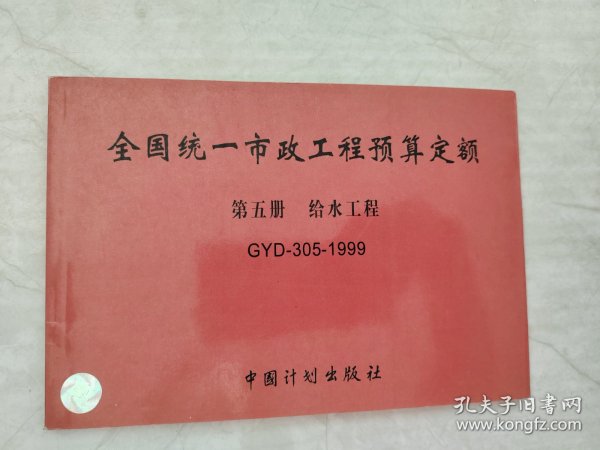 全国统一市政工程预算定额
第五册 给水工程
GYD-305-1999
中国计划出版社
孔夫子旧书网
www.kongfz.com